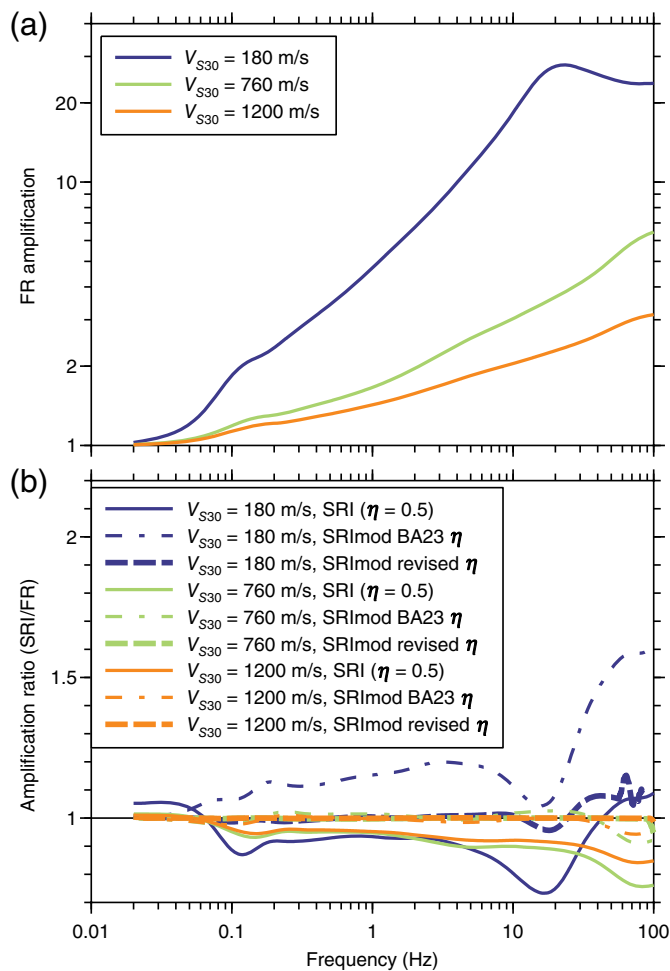 (a)
V_S30 = 180 m/s
V_S30 = 760 m/s
V_S30 = 1200 m/s
20
10
2
1
FR amplification
(b)
V_S30 = 180 m/s, SRI (η = 0.5)
V_S30 = 180 m/s, SRImod BA23 η
V_S30 = 180 m/s, SRImod revised η
V_S30 = 760 m/s, SRI (η = 0.5)
V_S30 = 760 m/s, SRImod BA23 η
V_S30 = 760 m/s, SRImod revised η
V_S30 = 1200 m/s, SRI (η = 0.5)
V_S30 = 1200 m/s, SRImod BA23 η
V_S30 = 1200 m/s, SRImod revised η
2
1.5
1
Amplification ratio (SRI/FR)
0.01 0.1 1 10 100
Frequency (Hz)